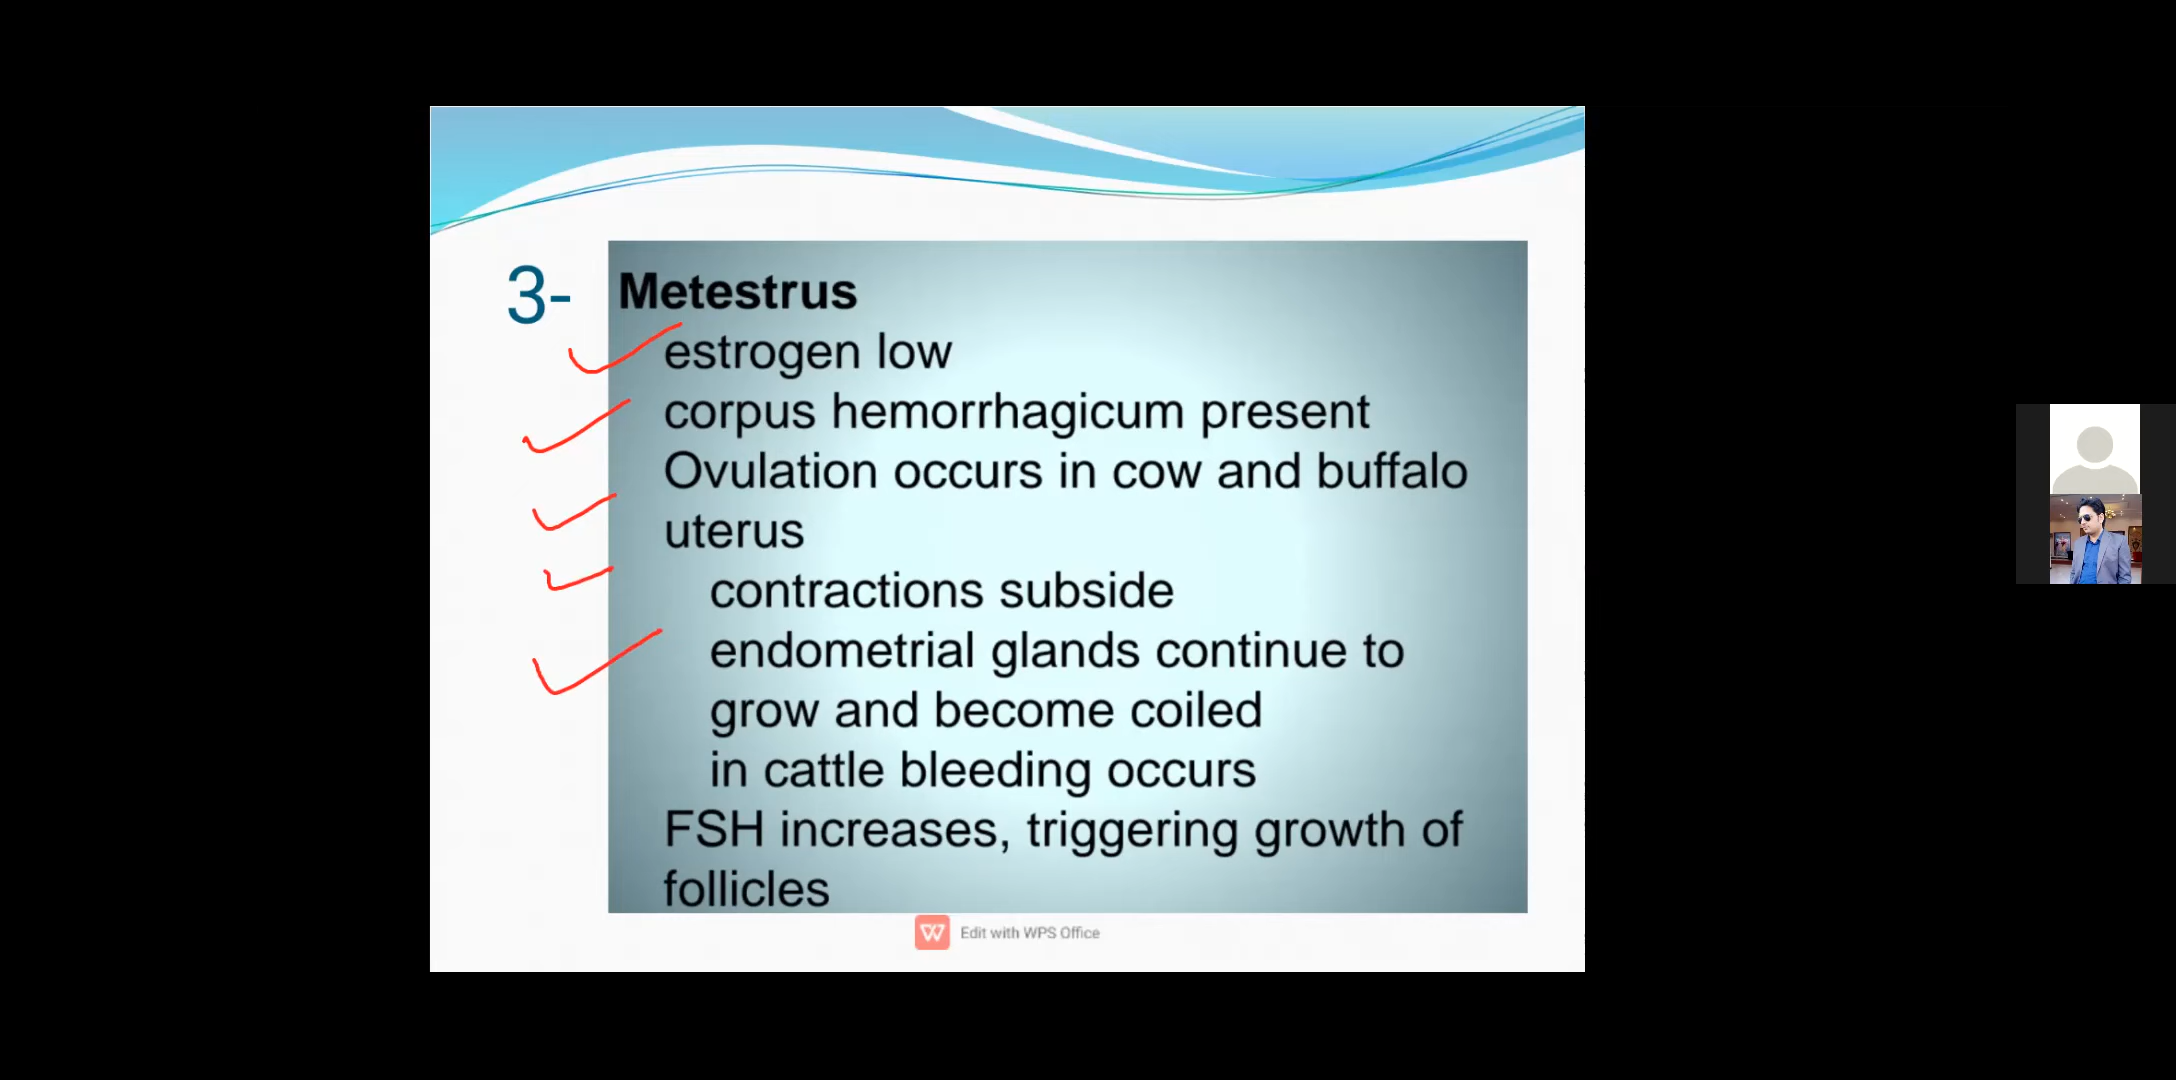 3- Metestrus
estrogen low
corpus hemorrhagicum present
Ovulation occurs in cow and buffalo
uterus
contractions subside
endometrial glands continue to
grow and become coiled
in cattle bleeding occurs
FSH increases, triggering growth of
follicles
Edit with WPS Office